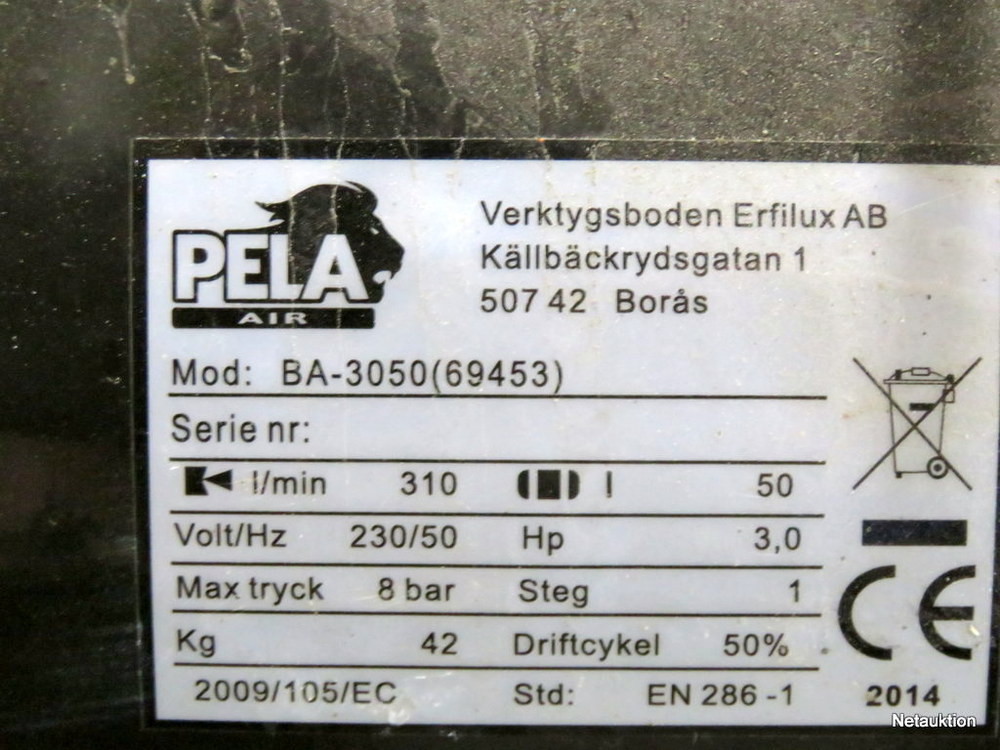 PELA
AIR
Verktygsboden Erfilux AB
Källbäckrydsgatan 1
507 42 Borås
Mod: BA-3050(69453)
Serie nr:
l/min 310 l 50
Volt/Hz 230/50 Hp 3,0
Max tryck 8 bar Steg 1
Kg 42 Driftcykel 50%
2009/105/EC Std: EN 286-1
CE
2014
Netauktion